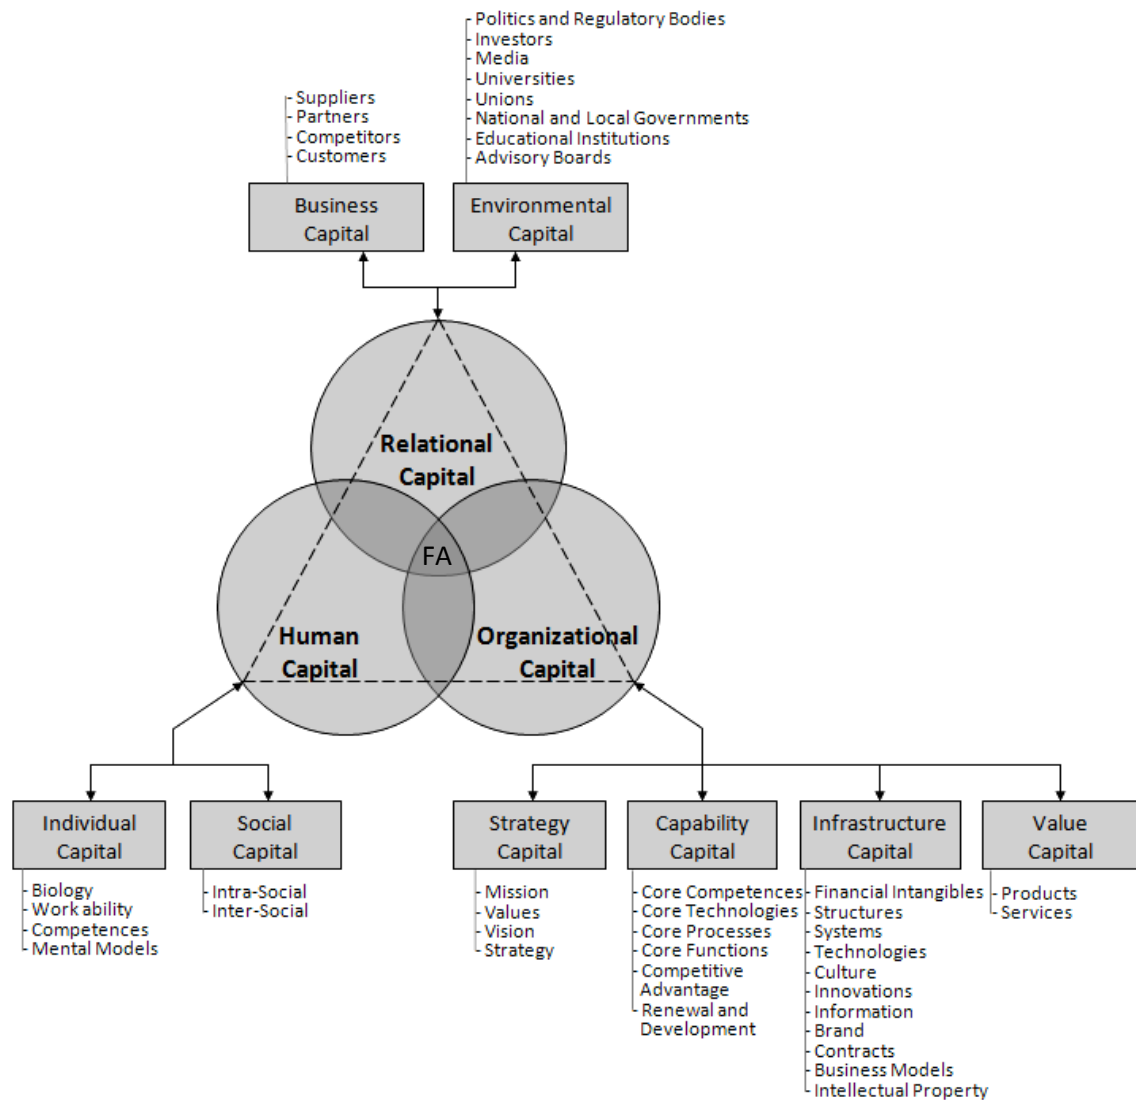 - Politics and Regulatory Bodies
- Investors
- Media
- Universities
- Unions
- National and Local Governments
- Educational Institutions
- Advisory Boards
- Suppliers
- Partners
- Competitors
- Customers
Business
Capital
Environmental
Capital
Relational
Capital
FA
Human
Capital
Organizational
Capital
Individual
Capital
- Biology
- Work ability
- Competences
- Mental Models
Social
Capital
- Intra-Social
- Inter-Social
Strategy
Capital
- Mission
- Values
- Vision
- Strategy
Capability
Capital
- Core Competences
- Core Technologies
- Core Processes
- Core Functions
- Competitive
Advantage
- Renewal and
Development
Infrastructure
Capital
- Financial Intangibles
- Structures
- Systems
- Technologies
- Culture
- Innovations
- Information
- Brand
- Contracts
- Business Models
- Intellectual Property
Value
Capital
- Products
- Services